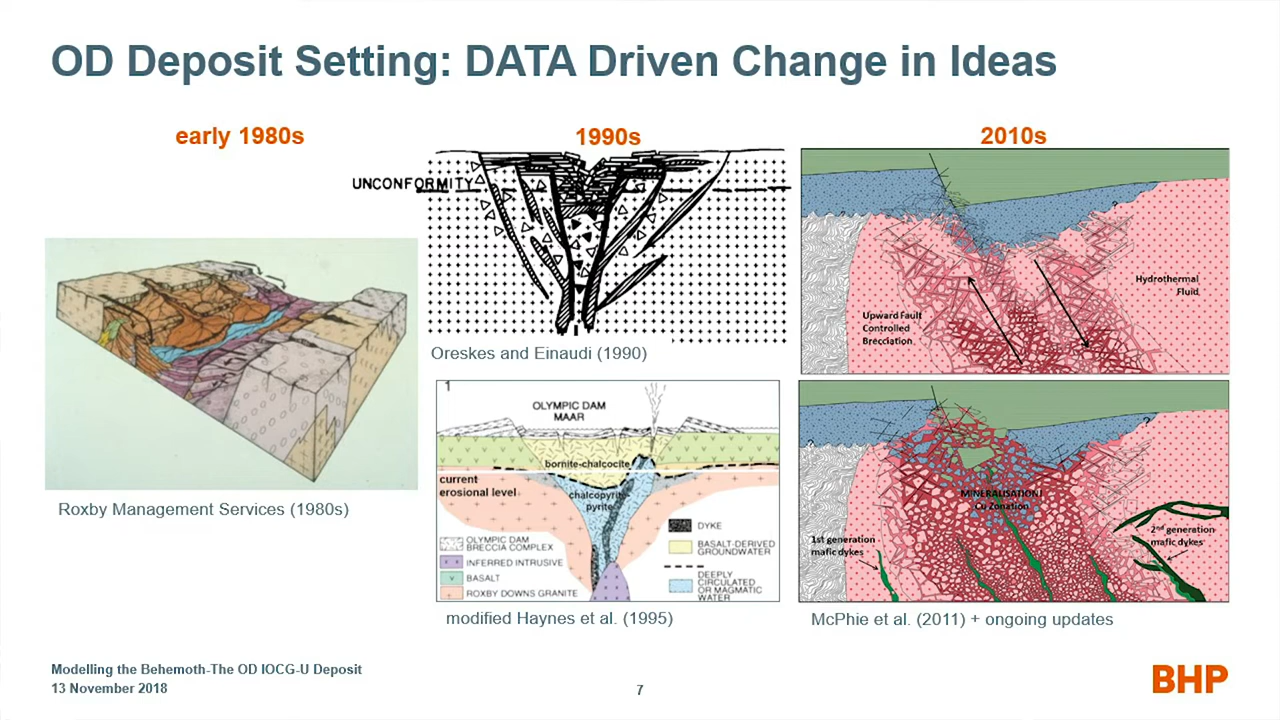 OD Deposit Setting: DATA Driven Change in Ideas
early 1980s
Roxby Management Services (1980s)
1990s
UNCONFORMITY
Oreskes and Einaudi (1990)
1
OLYMPIC DAM
MAAR
bornite-chalcocite
current
erosional level
chalcopyrite
pyrite
OLYMPIC DAM
BRECCIA COMPLEX
INFERRED INTRUSIVE
BASALT
ROXBY DOWNS GRANITE
DYKE
BASALT-DERIVED
GROUNDWATER
DEEPLY
CIRCULATED
OR MAGMATIC
WATER
modified Haynes et al. (1995)
2010s
?
?
Hydrothermal
Fluid
Upward Fault
Controlled
Brecciation
?
?
MINERALISATION
Cu Zonation
1st generation
mafic dykes
2nd generation
mafic dykes
McPhie et al. (2011) + ongoing updates
Modelling the Behemoth-The OD IOCG-U Deposit
13 November 2018
7
BHP